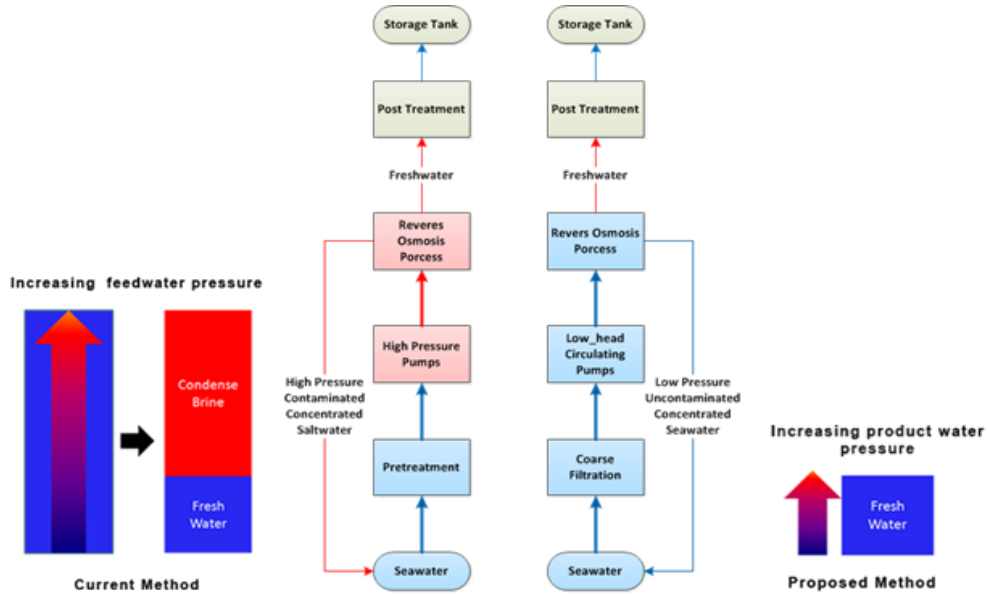 Storage Tank
Post Treatment
Freshwater
Reveres
Osmosis
Porcess
High Pressure
Pumps
High Pressure
Contaminated
Concentrated
Saltwater
Pretreatment
Seawater
Increasing feedwater pressure
Condense
Brine
Fresh
Water
Current Method
Storage Tank
Post Treatment
Freshwater
Revers Osmosis
Porcess
Low_head
Circulating
Pumps
Low Pressure
Uncontaminated
Concentrated
Seawater
Coarse
Filtration
Seawater
Increasing product water
pressure
Fresh
Water
Proposed Method